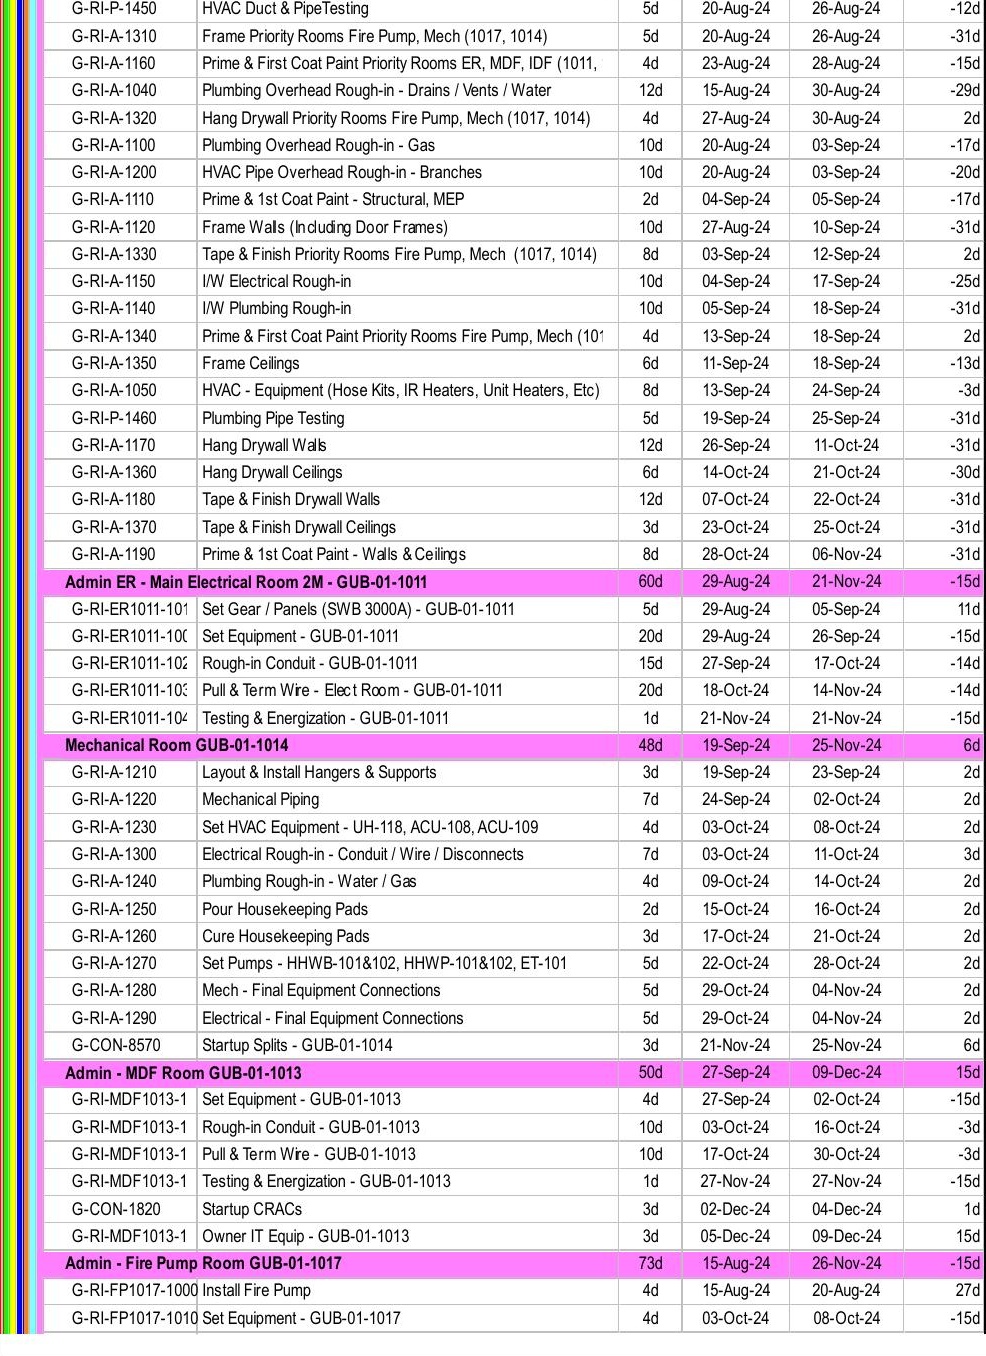 G-RI-P-1450 HVAC Duct & PipeTesting 5d 20-Aug-24 26-Aug-24 -12d
G-RI-A-1310 Frame Priority Rooms Fire Pump, Mech (1017, 1014) 5d 20-Aug-24 26-Aug-24 -31d
G-RI-A-1160 Prime & First Coat Paint Priority Rooms ER, MDF, IDF (1011, 4d 23-Aug-24 28-Aug-24 -15d
G-RI-A-1040 Plumbing Overhead Rough-in - Drains / Vents / Water 12d 15-Aug-24 30-Aug-24 -29d
G-RI-A-1320 Hang Drywall Priority Rooms Fire Pump, Mech (1017, 1014) 4d 27-Aug-24 30-Aug-24 2d
G-RI-A-1100 Plumbing Overhead Rough-in - Gas 10d 20-Aug-24 03-Sep-24 -17d
G-RI-A-1200 HVAC Pipe Overhead Rough-in - Branches 10d 20-Aug-24 03-Sep-24 -20d
G-RI-A-1110 Prime & 1st Coat Paint - Structural, MEP 2d 04-Sep-24 05-Sep-24 -17d
G-RI-A-1120 Frame Walls (Including Door Frames) 10d 27-Aug-24 10-Sep-24 -31d
G-RI-A-1330 Tape & Finish Priority Rooms Fire Pump, Mech (1017, 1014) 8d 03-Sep-24 12-Sep-24 2d
G-RI-A-1150 I/W Electrical Rough-in 10d 04-Sep-24 17-Sep-24 -25d
G-RI-A-1140 I/W Plumbing Rough-in 10d 05-Sep-24 18-Sep-24 -31d
G-RI-A-1340 Prime & First Coat Paint Priority Rooms Fire Pump, Mech (101 4d 13-Sep-24 18-Sep-24 2d
G-RI-A-1350 Frame Ceilings 6d 11-Sep-24 18-Sep-24 -13d
G-RI-A-1050 HVAC - Equipment (Hose Kits, IR Heaters, Unit Heaters, Etc) 8d 13-Sep-24 24-Sep-24 -3d
G-RI-P-1460 Plumbing Pipe Testing 5d 19-Sep-24 25-Sep-24 -31d
G-RI-A-1170 Hang Drywall Walls 12d 26-Sep-24 11-Oct-24 -31d
G-RI-A-1360 Hang Drywall Ceilings 6d 14-Oct-24 21-Oct-24 -30d
G-RI-A-1180 Tape & Finish Drywall Walls 12d 07-Oct-24 22-Oct-24 -31d
G-RI-A-1370 Tape & Finish Drywall Ceilings 3d 23-Oct-24 25-Oct-24 -31d
G-RI-A-1190 Prime & 1st Coat Paint - Walls & Ceilings 8d 28-Oct-24 06-Nov-24 -31d
Admin ER - Main Electrical Room 2M - GUB-01-1011 60d 29-Aug-24 21-Nov-24 -15d
G-RI-ER1011-101 Set Gear / Panels (SWB 3000A) - GUB-01-1011 5d 29-Aug-24 05-Sep-24 11d
G-RI-ER1011-100 Set Equipment - GUB-01-1011 20d 29-Aug-24 26-Sep-24 -15d
G-RI-ER1011-102 Rough-in Conduit - GUB-01-1011 15d 27-Sep-24 17-Oct-24 -14d
G-RI-ER1011-103 Pull & Term Wire - Elect Room - GUB-01-1011 20d 18-Oct-24 14-Nov-24 -14d
G-RI-ER1011-104 Testing & Energization - GUB-01-1011 1d 21-Nov-24 21-Nov-24 -15d
Mechanical Room GUB-01-1014 48d 19-Sep-24 25-Nov-24 6d
G-RI-A-1210 Layout & Install Hangers & Supports 3d 19-Sep-24 23-Sep-24 2d
G-RI-A-1220 Mechanical Piping 7d 24-Sep-24 02-Oct-24 2d
G-RI-A-1230 Set HVAC Equipment - UH-118, ACU-108, ACU-109 4d 03-Oct-24 08-Oct-24 2d
G-RI-A-1300 Electrical Rough-in - Conduit / Wire / Disconnects 7d 03-Oct-24 11-Oct-24 3d
G-RI-A-1240 Plumbing Rough-in - Water / Gas 4d 09-Oct-24 14-Oct-24 2d
G-RI-A-1250 Pour Housekeeping Pads 2d 15-Oct-24 16-Oct-24 2d
G-RI-A-1260 Cure Housekeeping Pads 3d 17-Oct-24 21-Oct-24 2d
G-RI-A-1270 Set Pumps - HHWB-101&102, HHWP-101&102, ET-101 5d 22-Oct-24 28-Oct-24 2d
G-RI-A-1280 Mech - Final Equipment Connections 5d 29-Oct-24 04-Nov-24 2d
G-RI-A-1290 Electrical - Final Equipment Connections 5d 29-Oct-24 04-Nov-24 2d
G-CON-8570 Startup Splits - GUB-01-1014 3d 21-Nov-24 25-Nov-24 6d
Admin - MDF Room GUB-01-1013 50d 27-Sep-24 09-Dec-24 15d
G-RI-MDF1013-1 Set Equipment - GUB-01-1013 4d 27-Sep-24 02-Oct-24 -15d
G-RI-MDF1013-1 Rough-in Conduit - GUB-01-1013 10d 03-Oct-24 16-Oct-24 -3d
G-RI-MDF1013-1 Pull & Term Wire - GUB-01-1013 10d 17-Oct-24 30-Oct-24 -3d
G-RI-MDF1013-1 Testing & Energization - GUB-01-1013 1d 27-Nov-24 27-Nov-24 -15d
G-CON-1820 Startup CRACs 3d 02-Dec-24 04-Dec-24 1d
G-RI-MDF1013-1 Owner IT Equip - GUB-01-1013 3d 05-Dec-24 09-Dec-24 15d
Admin - Fire Pump Room GUB-01-1017 73d 15-Aug-24 26-Nov-24 -15d
G-RI-FP1017-1000 Install Fire Pump 4d 15-Aug-24 20-Aug-24 27d
G-RI-FP1017-1010 Set Equipment - GUB-01-1017 4d 03-Oct-24 08-Oct-24 -15d